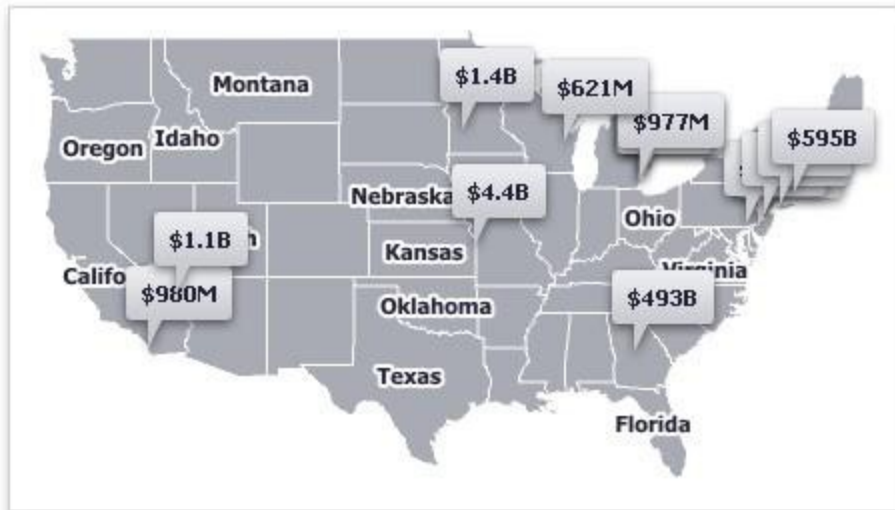 $1.4B
$621M
Montana
$977M
$595B
Oregon
Idaho
Nebraska
$4.4B
Ohio
$1.1B
h
Kansas
Virginia
Califo
$980M
$493B
Oklahoma
Texas
Florida